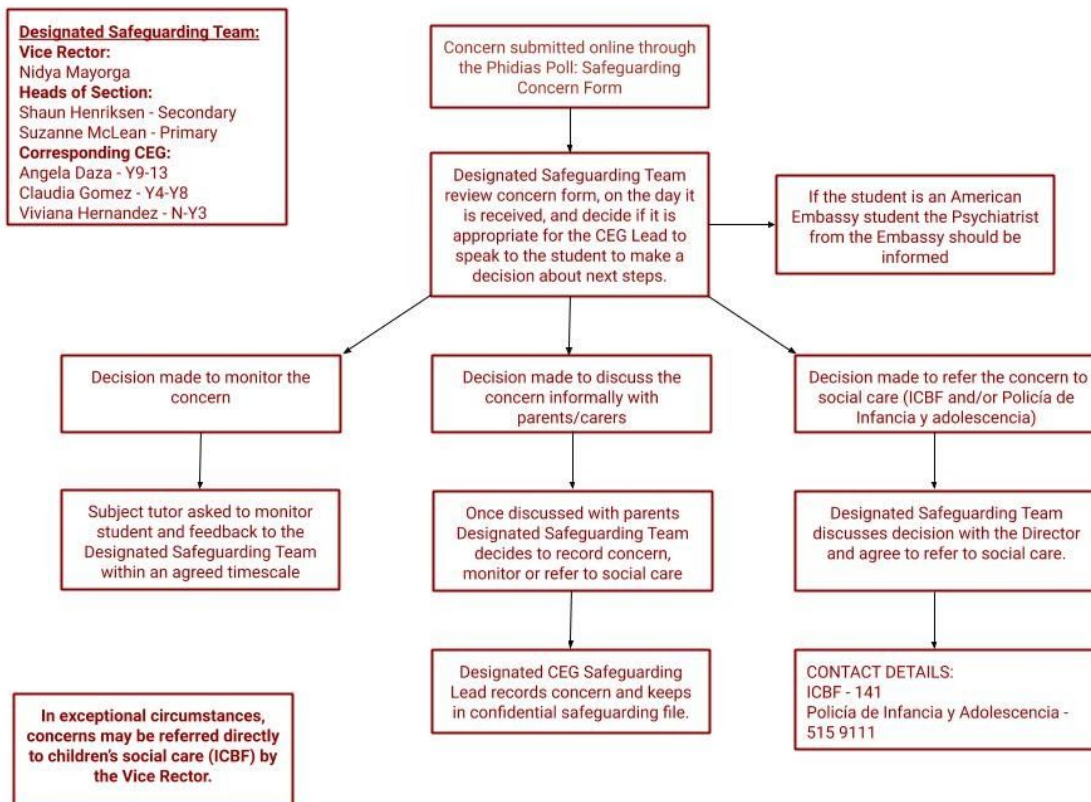 Designated Safeguarding Team:
Vice Rector:
Nidya Mayorga
Heads of Section:
Shaun Henriksen - Secondary
Suzanne McLean - Primary
Corresponding CEG:
Angela Daza - Y9-13
Claudia Gomez - Y4-Y8
Viviana Hernandez - N-Y3
Concern submitted online through
the Phidias Poll: Safeguarding
Concern Form
Designated Safeguarding Team
review concern form, on the day it
is received, and decide if it is
appropriate for the CEG Lead to
speak to the student to make a
decision about next steps.
If the student is an American
Embassy student the Psychiatrist
from the Embassy should be
informed
Decision made to monitor the
concern
Decision made to discuss the
concern informally with
parents/carers
Decision made to refer the concern to
social care (ICBF and/or Policía de
Infancia y adolescencia)
Subject tutor asked to monitor
student and feedback to the
Designated Safeguarding Team
within an agreed timescale
Once discussed with parents
Designated Safeguarding Team
decides to record concern,
monitor or refer to social care
Designated Safeguarding Team
discusses decision with the Director
and agree to refer to social care.
Designated CEG Safeguarding
Lead records concern and keeps
in confidential safeguarding file.
CONTACT DETAILS:
ICBF - 141
Policía de Infancia y Adolescencia -
515 9111
In exceptional circumstances,
concerns may be referred directly
to children's social care (ICBF) by
the Vice Rector.